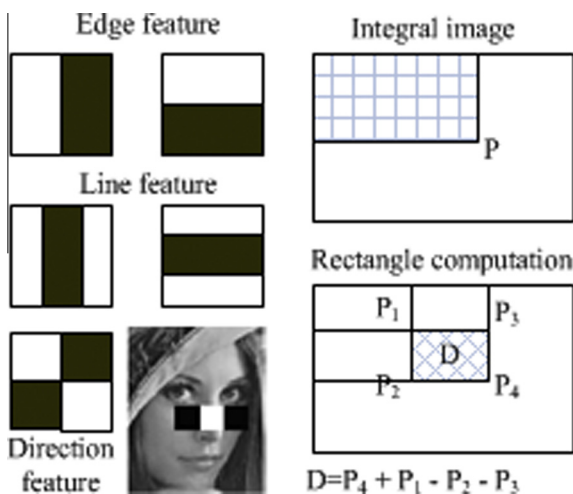 Edge feature
Line feature
Direction
feature
Integral image
P
Rectangle computation
P₁
P₃
D
P₂
P₄
D=P₄ + P₁ - P₂ - P₃